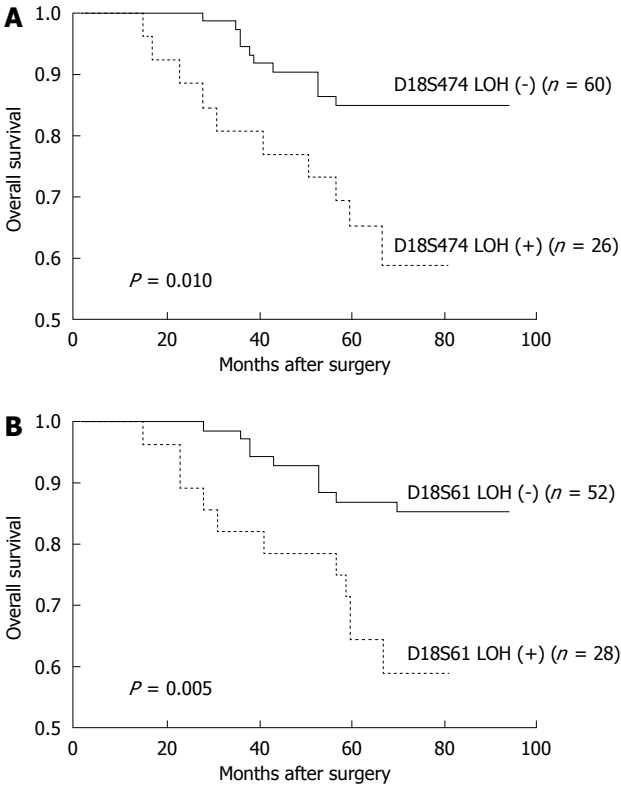 A
1.0
0.9
0.8
0.7
0.6
0.5
Overall survival
D18S474 LOH (-) (n = 60)
D18S474 LOH (+) (n = 26)
P = 0.010
0 20 40 60 80 100
Months after surgery
B
1.0
0.9
0.8
0.7
0.6
0.5
Overall survival
D18S61 LOH (-) (n = 52)
D18S61 LOH (+) (n = 28)
P = 0.005
0 20 40 60 80 100
Months after surgery